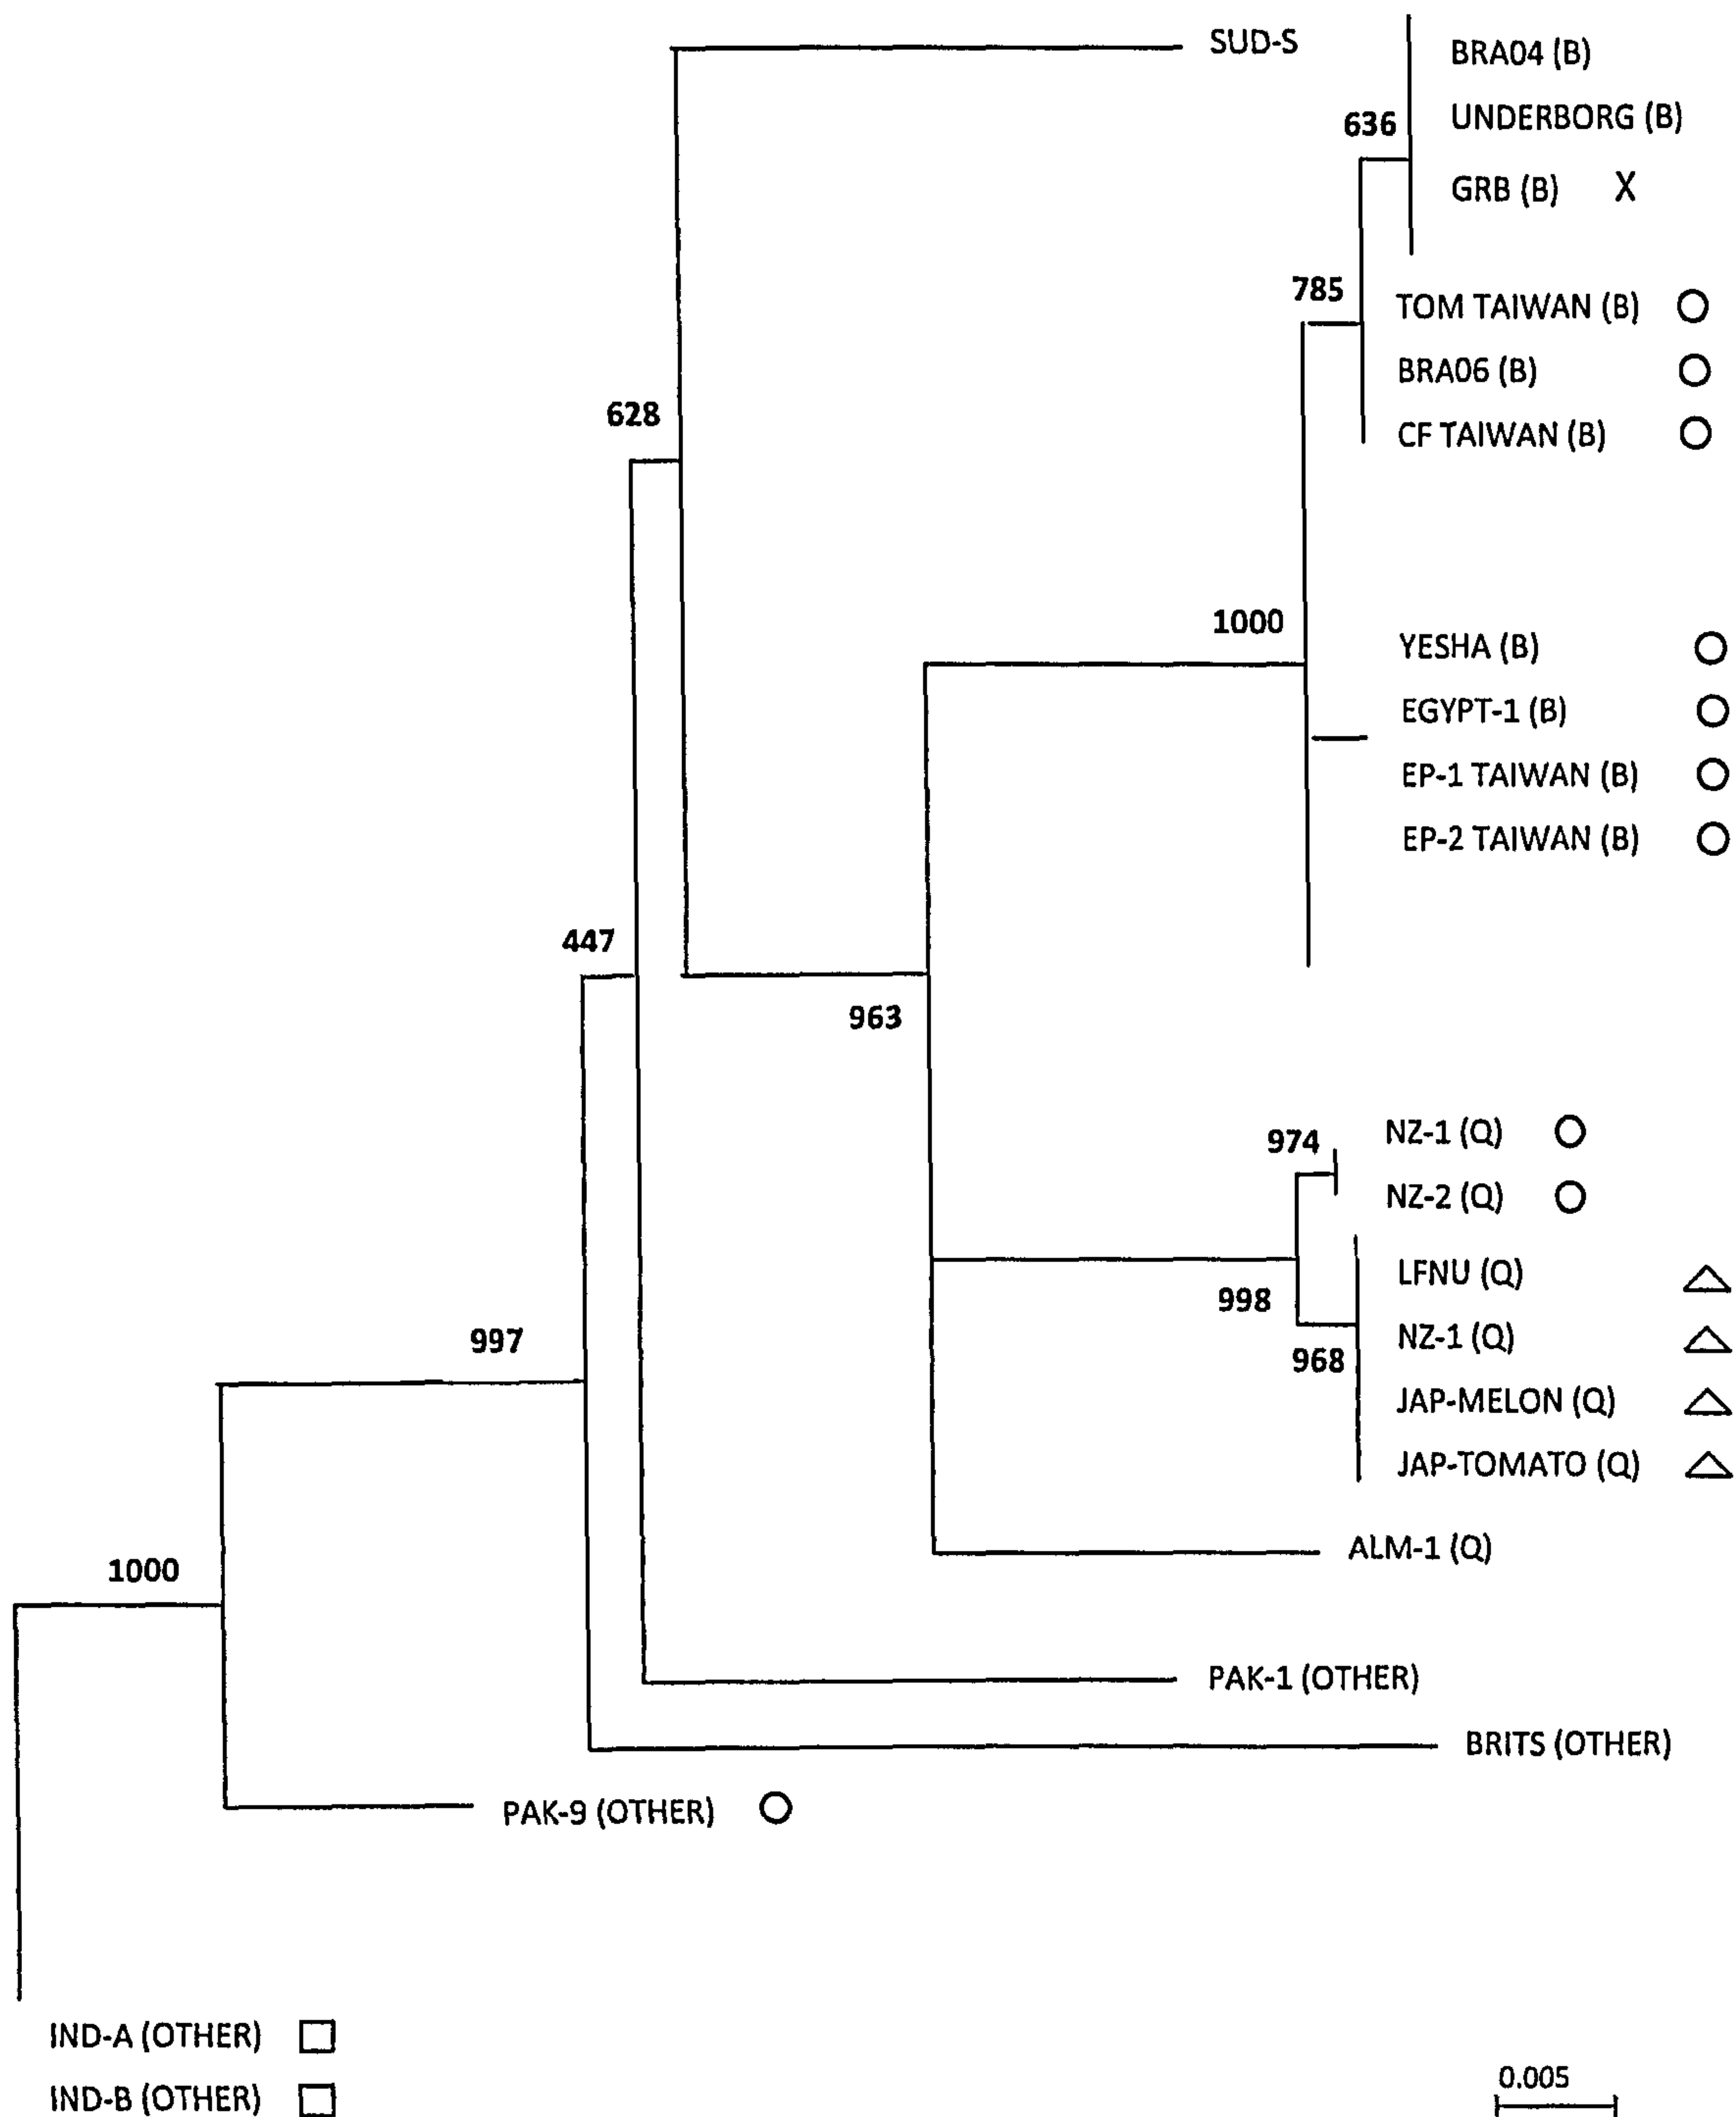 SUD-S
BRA04 (B)
UNDERBORG (B)
636
GRB (B) X
785
TOM TAIWAN (B)
BRA06 (B)
CF TAIWAN (B)
628
1000
YESHA (B)
EGYPT-1 (B)
EP-1 TAIWAN (B)
EP-2 TAIWAN (B)
447
963
974
NZ-1 (Q)
NZ-2 (Q)
LFNU (Q)
998
NZ-1 (Q)
997
968
JAP-MELON (Q)
JAP-TOMATO (Q)
ALM-1 (Q)
1000
PAK-1 (OTHER)
BRITS (OTHER)
PAK-9 (OTHER)
IND-A (OTHER)
IND-B (OTHER)
0.005